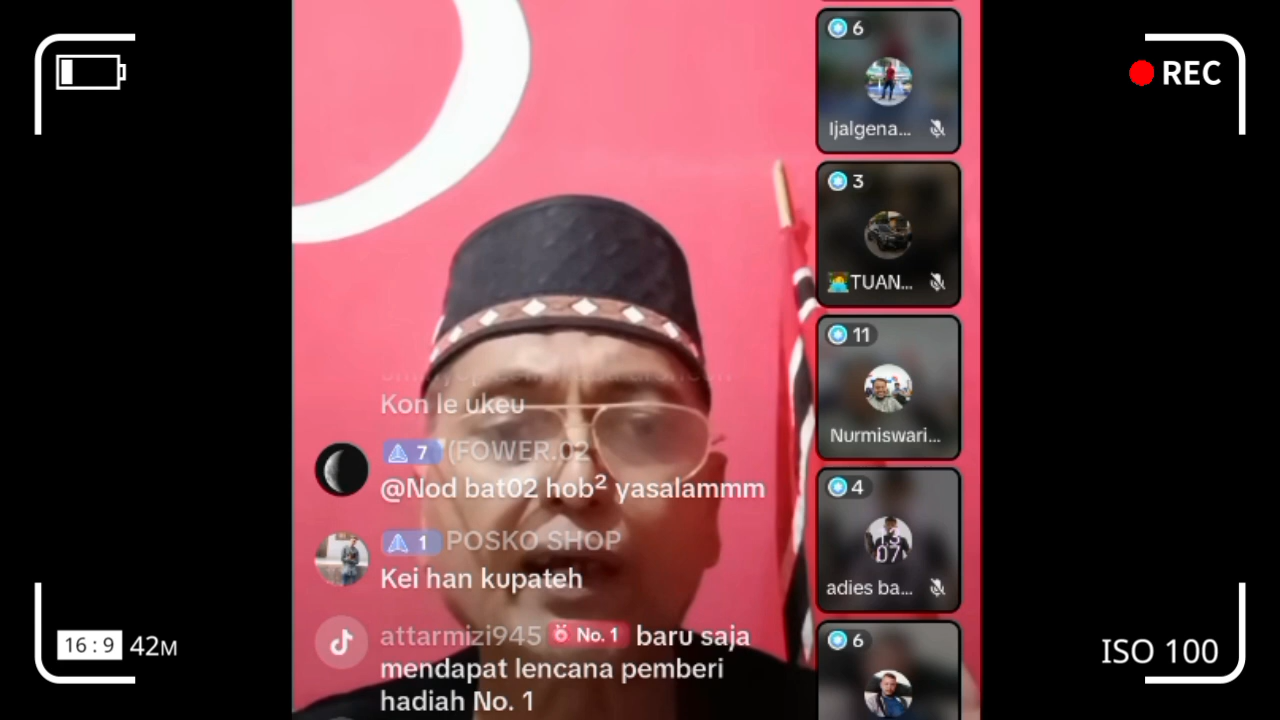 REC
6
Ijalgena...
3
TUAN...
11
Nurmiswari...
4
adies ba...
6
Kon le ukeu
7 (FOWER.02
@Nod bat02 hob² yasalammm
1 POSKO SHOP
Kei han kupateh
attarmizi945 No. 1 baru saja
mendapat lencana pemberi
hadiah No. 1
16:9 42M
ISO 100